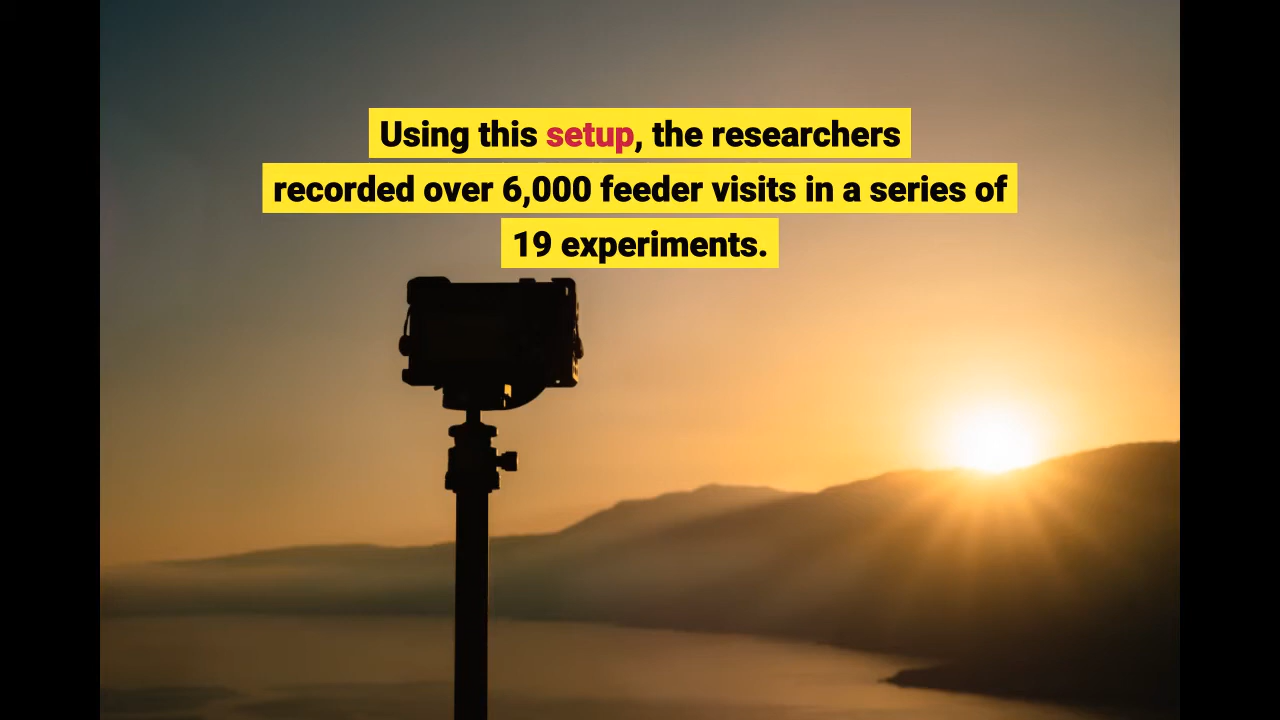 Using this setup, the researchers
recorded over 6,000 feeder visits in a series of
19 experiments.